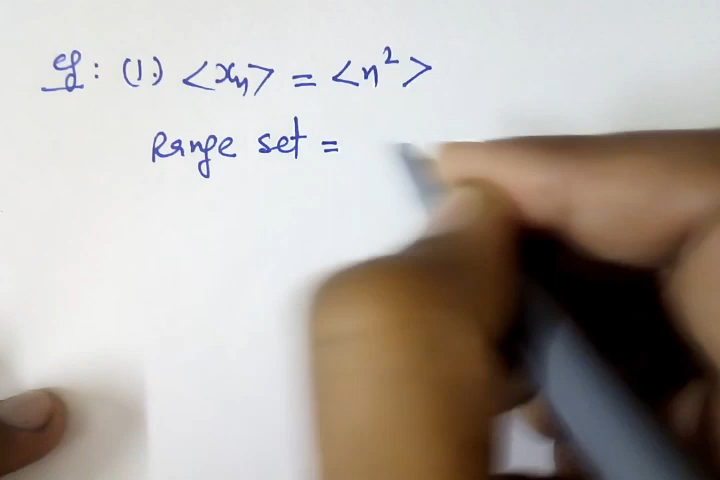 eg : (1.) <xₙ> = <n²>
Range set =